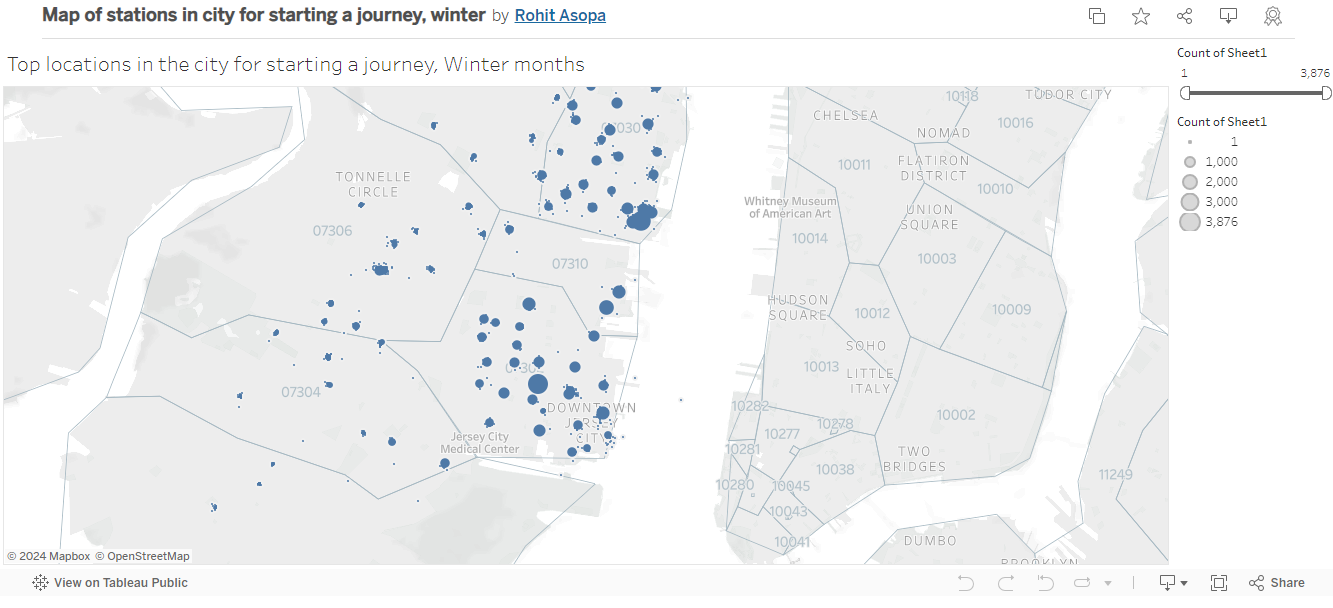 Map of stations in city for starting a journey, winter by Rohit Asopa
Top locations in the city for starting a journey, Winter months
Count of Sheet1
1 3,876
Count of Sheet1
1
1,000
2,000
3,000
3,876
TUDOR CITY
10118
CHELSEA
10016
NOMAD
10011
FLATIRON
DISTRICT
10010
TONNELLE
CIRCLE
Whitney Museum
of American Art
UNION
SQUARE
07306
10014
10003
07310
HUDSON
SQUARE
10012
10009
SOHO
10013
LITTLE
ITALY
07304
10282
DOWNTOWN
JERSEY
CITY
10002
10278
10277
Jersey City
Medical Center
10281
TWO
BRIDGES
10038
11249
10280
10045
10043
10041
DUMBO
BROOKLYN
© 2024 Mapbox © OpenStreetMap
View on Tableau Public
Share